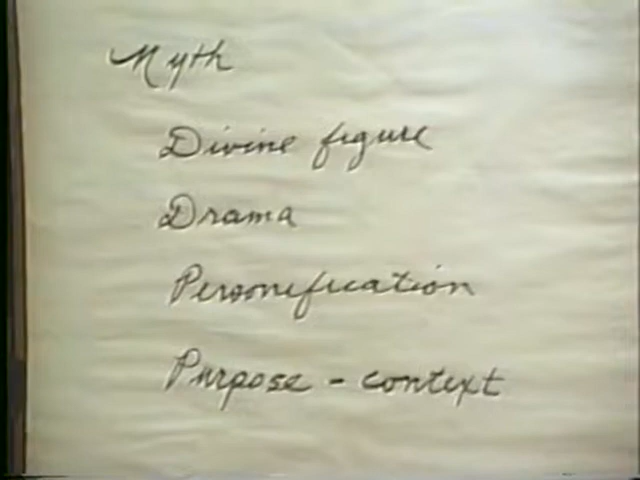 Myth
Divine figure
Drama
Personification
Purpose - context